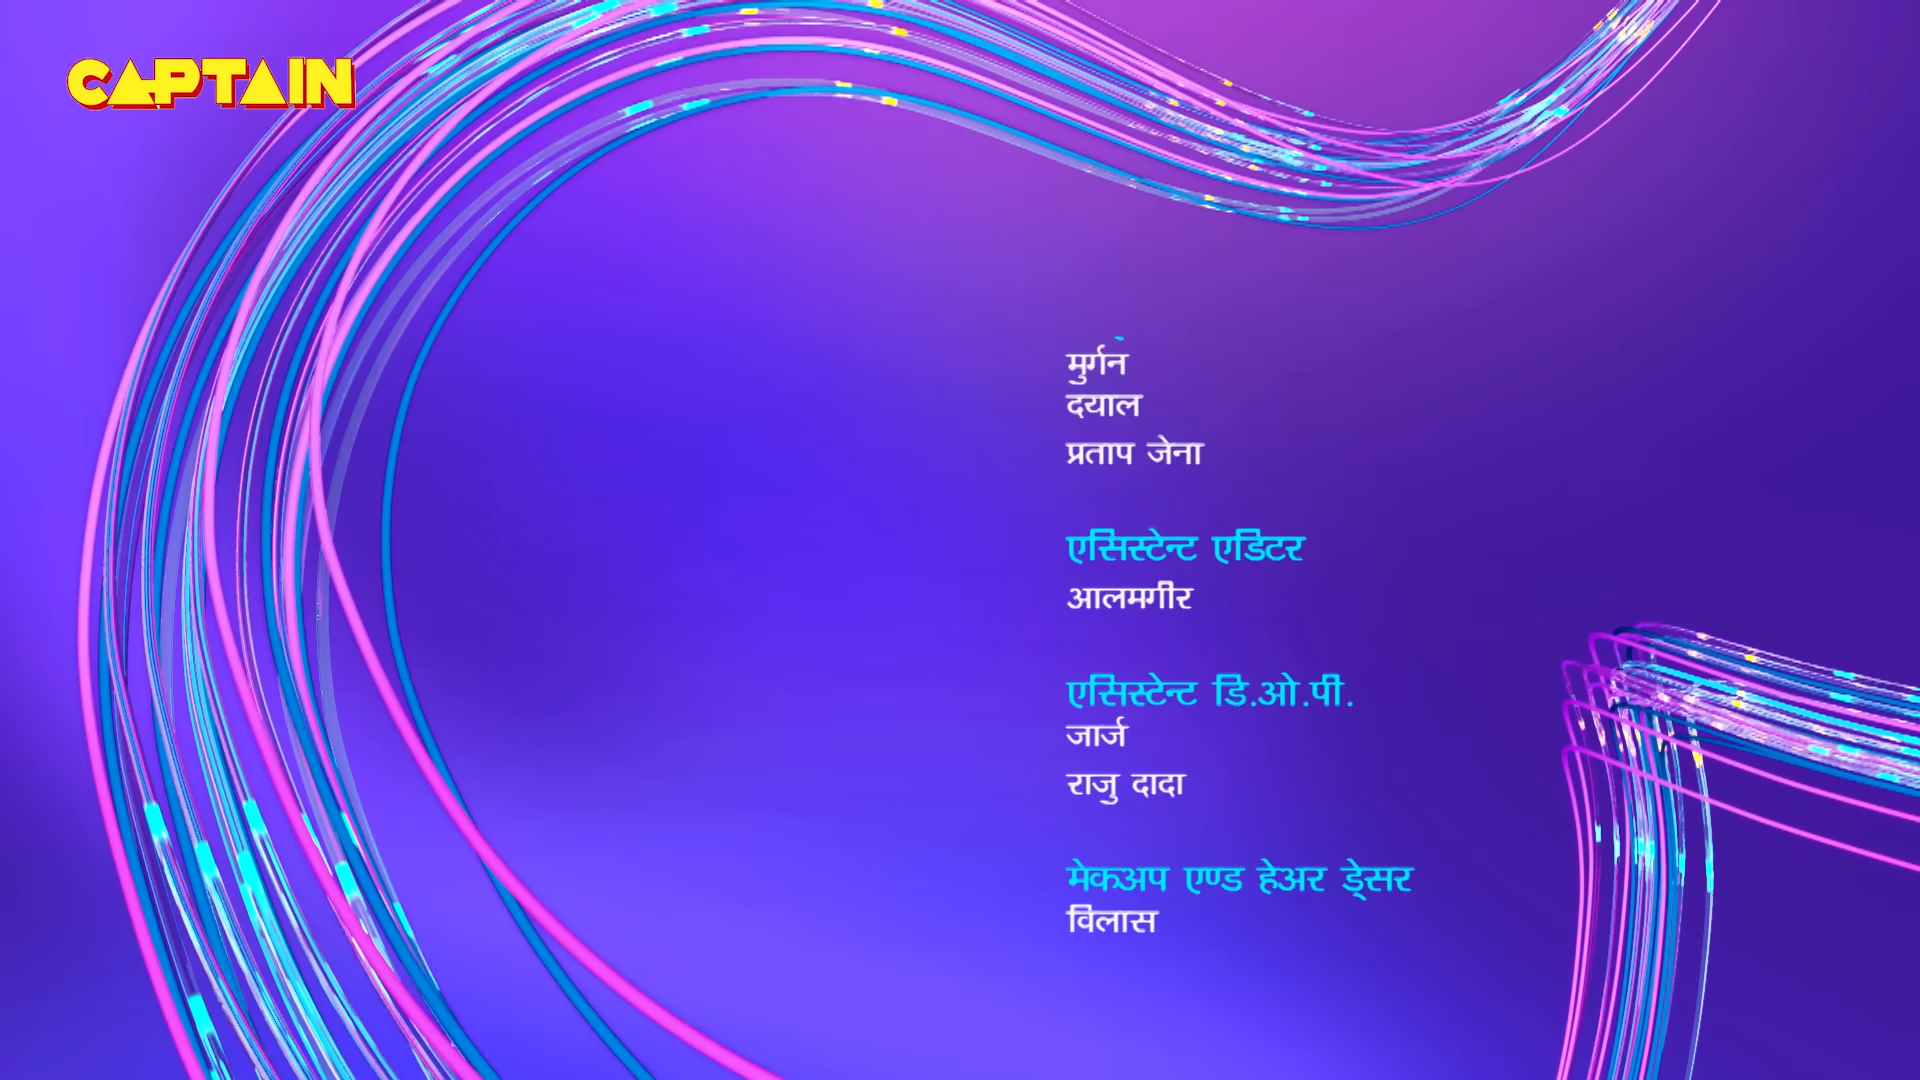 CAPTAIN
मुर्गन
दयाल
प्रताप जेना
एसिस्टेन्ट एडिटर
आलमगीर
एसिस्टेन्ट डि.ओ.पी.
जार्ज
राजु दादा
मेकअप एण्ड हेअर ड्रेसर
विलास